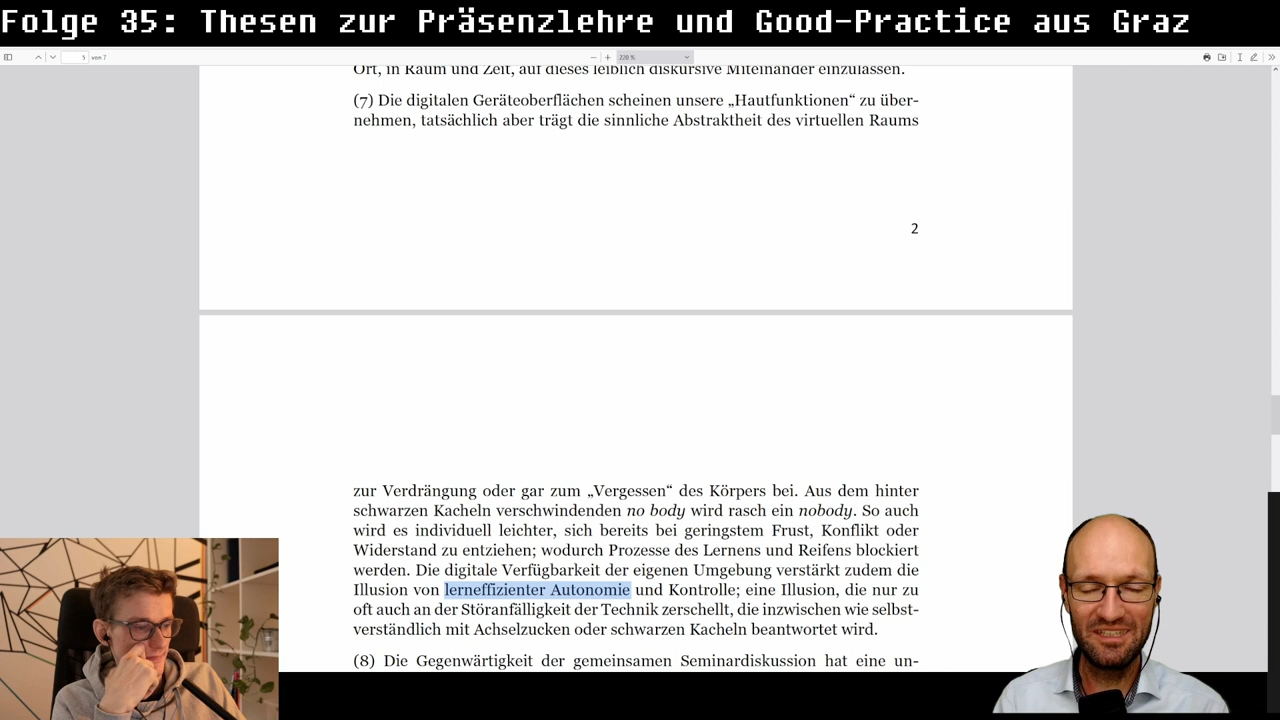 Folge 35: Thesen zur Präsenzlehre und Good-Practice aus Graz
5 von 7
220 %
Ort, in Raum und Zeit, auf dieses leiblich diskursive Miteinander einzulassen.
(7) Die digitalen Geräteoberflächen scheinen unsere „Hautfunktionen“ zu über-
nehmen, tatsächlich aber trägt die sinnliche Abstraktheit des virtuellen Raums
2
zur Verdrängung oder gar zum „Vergessen“ des Körpers bei. Aus dem hinter
schwarzen Kacheln verschwindenden no body wird rasch ein nobody. So auch
wird es individuell leichter, sich bereits bei geringstem Frust, Konflikt oder
Widerstand zu entziehen; wodurch Prozesse des Lernens und Reifens blockiert
werden. Die digitale Verfügbarkeit der eigenen Umgebung verstärkt zudem die
Illusion von lerneffizienter Autonomie und Kontrolle; eine Illusion, die nur zu
oft auch an der Störanfälligkeit der Technik zerschellt, die inzwischen wie selbst-
verständlich mit Achselzucken oder schwarzen Kacheln beantwortet wird.
(8) Die Gegenwärtigkeit der gemeinsamen Seminardiskussion hat eine un-